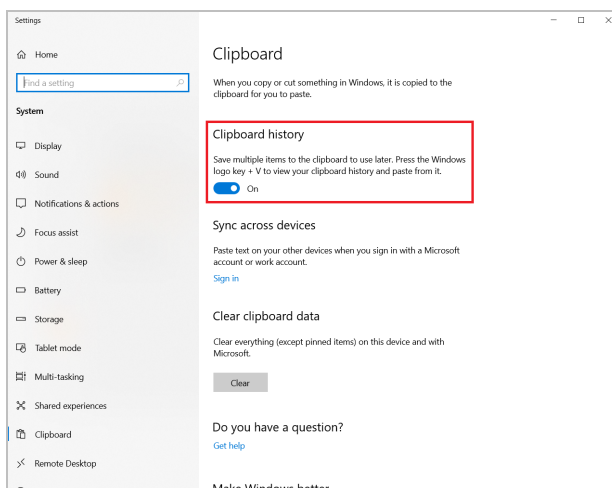 Settings
Home
Find a setting
System
Display
Sound
Notifications & actions
Focus assist
Power & sleep
Battery
Storage
Tablet mode
Multi-tasking
Shared experiences
Clipboard
Remote Desktop
Clipboard
When you copy or cut something in Windows, it is copied to the
clipboard for you to paste.
Clipboard history
Save multiple items to the clipboard to use later. Press the Windows
logo key + V to view your clipboard history and paste from it.
On
Sync across devices
Paste text on your other devices when you sign in with a Microsoft
account or work account.
Sign in
Clear clipboard data
Clear everything (except pinned items) on this device and with
Microsoft.
Clear
Do you have a question?
Get help
Make Windows better